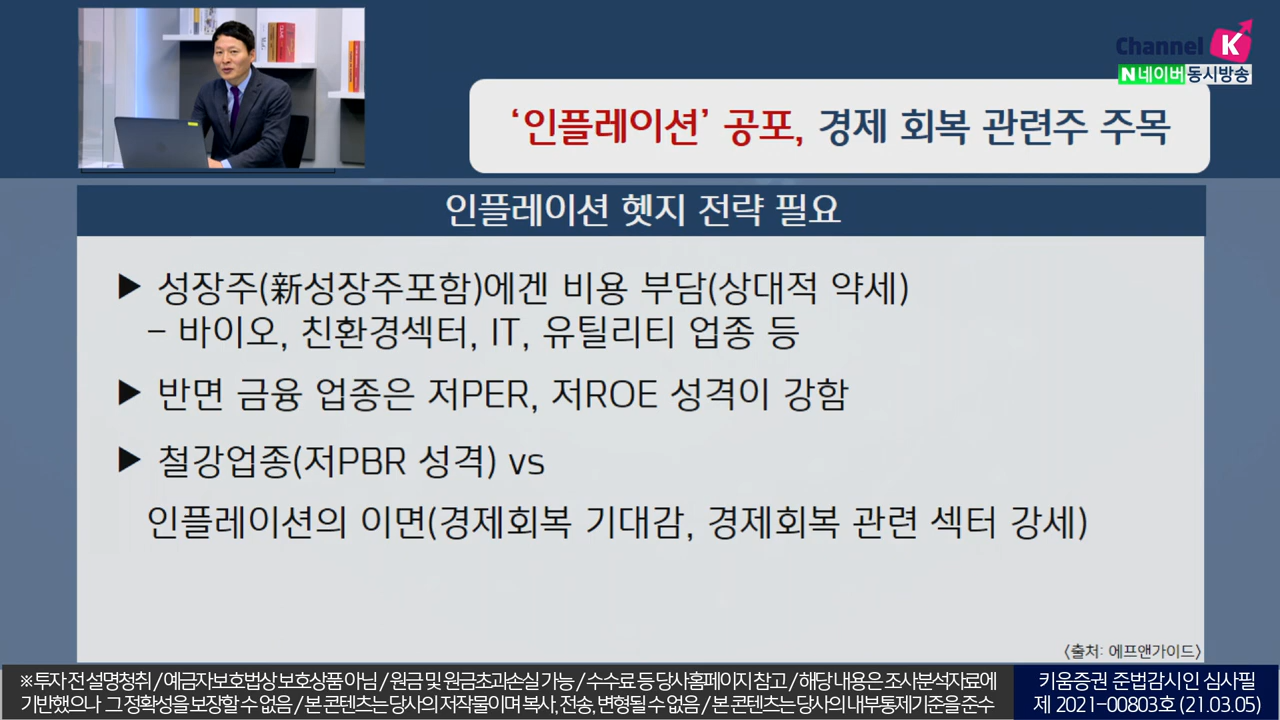 Channel K
N 네이버 동시방송
‘인플레이션’ 공포, 경제 회복 관련주 주목
인플레이션 헷지 전략 필요
▶ 성장주(新성장주포함)에겐 비용 부담(상대적 약세)
- 바이오, 친환경섹터, IT, 유틸리티 업종 등
▶ 반면 금융 업종은 저PER, 저ROE 성격이 강함
▶ 철강업종(저PBR 성격) vs
인플레이션의 이면(경제회복 기대감, 경제회복 관련 섹터 강세)
<출처: 에프앤가이드>
※투자 전 설명청취 / 예금자보호법상 보호상품 아님 / 원금 및 원금초과손실 가능 / 수수료 등 당사홈페이지 참고 / 해당 내용은 조사분석자료에
기반했으나 그 정확성을 보장할 수 없음 / 본 콘텐츠는 당사의 저작물이며 복사, 전송, 변형될 수 없음 / 본 콘텐츠는 당사의 내부통제기준을 준수
키움증권 준법감시인 심사필
제 2021-00803호 (21.03.05)